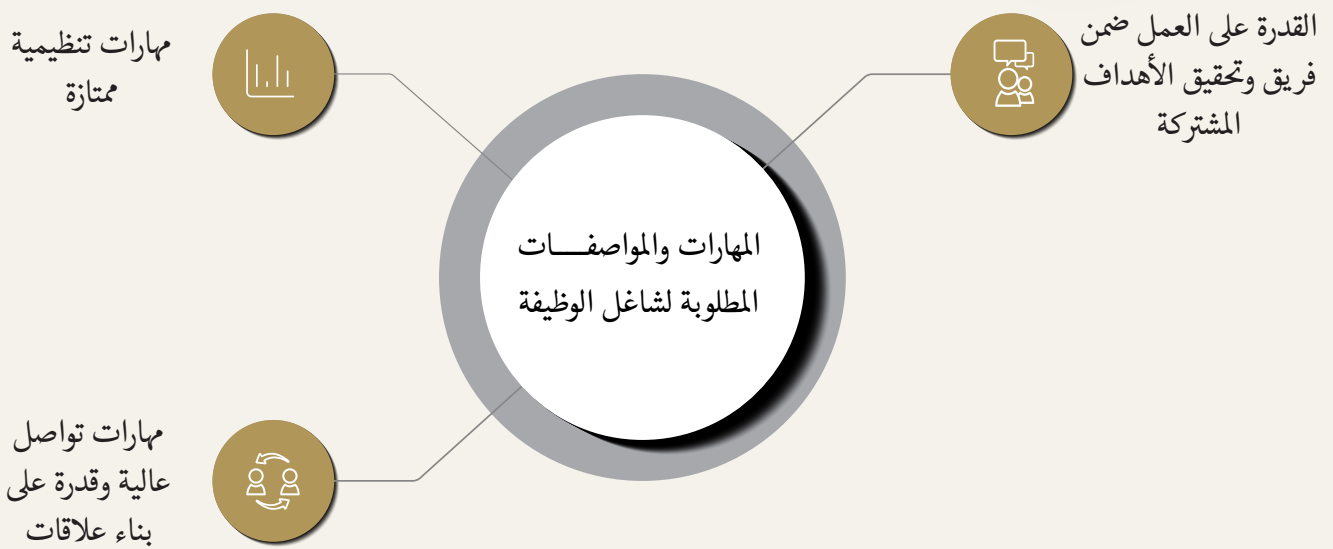 القدرة على العمل ضمن
فريق وتحقيق الأهداف
المشتركة
مهارات تنظيمية
ممتازة
المهارات والمواصفـــات
المطلوبة لشاغل الوظيفة
مهارات تواصل
عالية وقدرة على
بناء علاقات